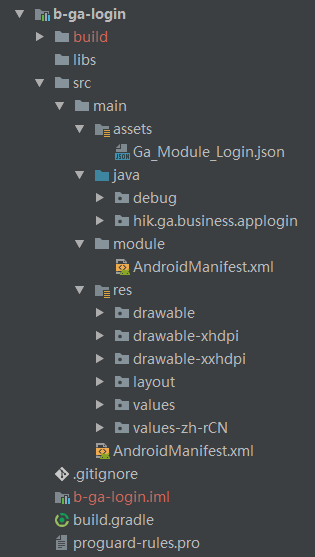 b-ga-login
build
libs
src
main
assets
Ga_Module_Login.json
java
debug
hik.ga.business.applogin
module
AndroidManifest.xml
res
drawable
drawable-xhdpi
drawable-xxhdpi
layout
values
values-zh-rCN
AndroidManifest.xml
.gitignore
b-ga-login.iml
build.gradle
proguard-rules.pro